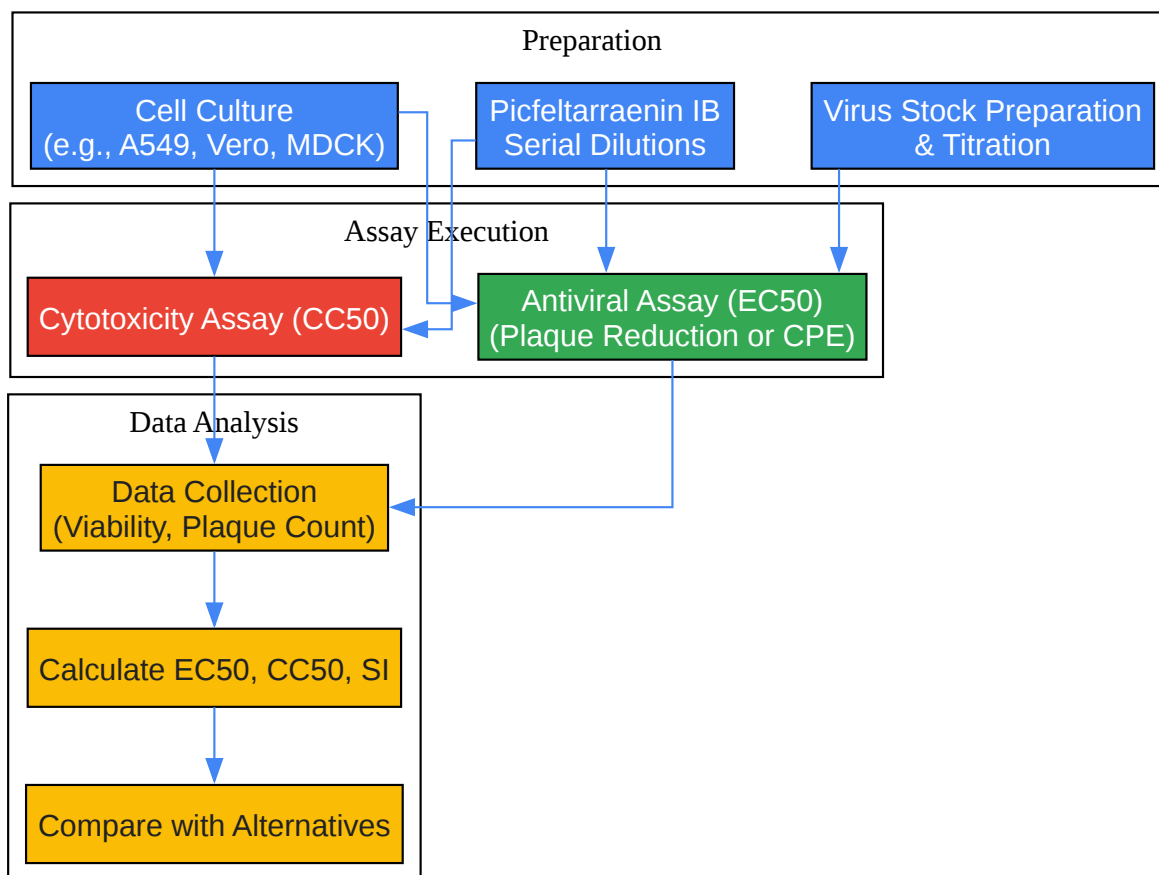 Preparation
Cell Culture
(e.g., A549, Vero, MDCK)
Picfeltarraenin IB
Serial Dilutions
Virus Stock Preparation
& Titration
Assay Execution
Cytotoxicity Assay (CC50)
Antiviral Assay (EC50)
(Plaque Reduction or CPE)
Data Analysis
Data Collection
(Viability, Plaque Count)
Calculate EC50, CC50, SI
Compare with Alternatives